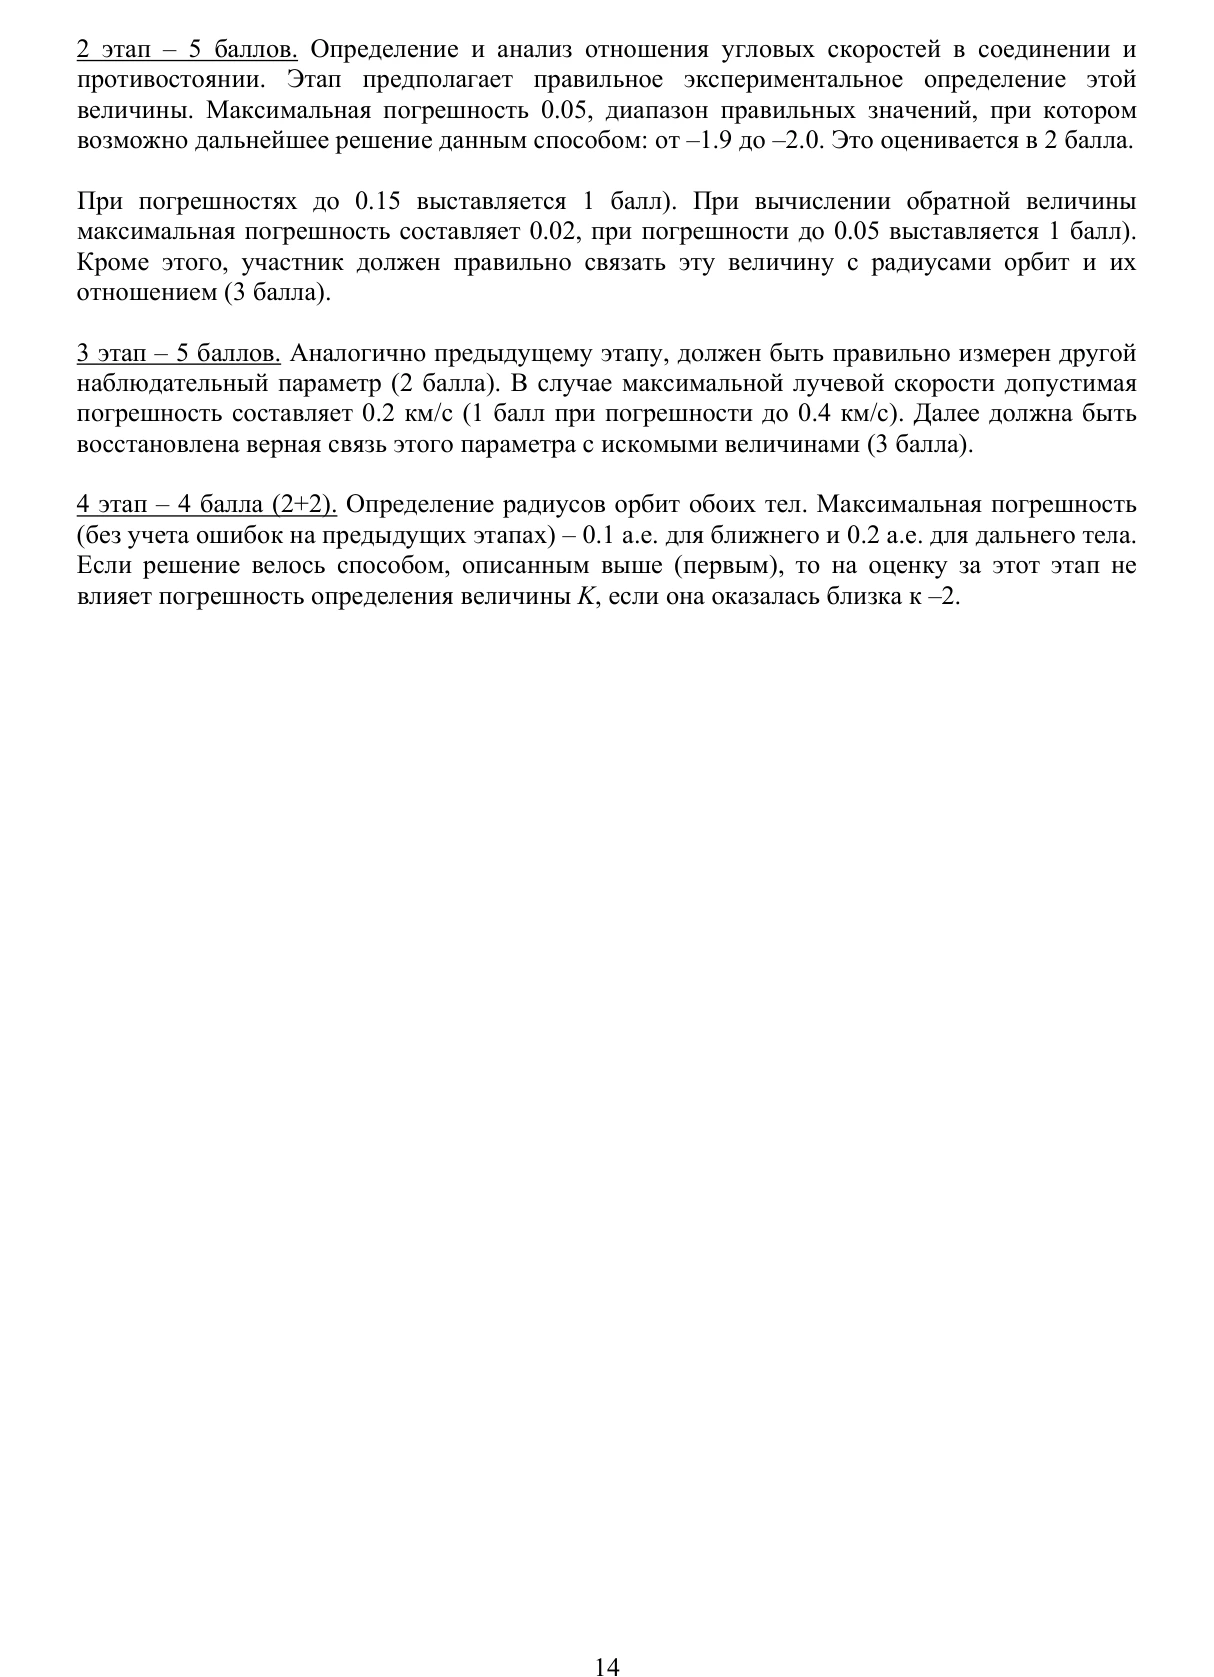 2 этап – 5 баллов. Определение и анализ отношения угловых скоростей в соединении и
противостоянии. Этап предполагает правильное экспериментальное определение этой
величины. Максимальная погрешность 0.05, диапазон правильных значений, при котором
возможно дальнейшее решение данным способом: от –1.9 до –2.0. Это оценивается в 2 балла.
При погрешностях до 0.15 выставляется 1 балл). При вычислении обратной величины
максимальная погрешность составляет 0.02, при погрешности до 0.05 выставляется 1 балл).
Кроме этого, участник должен правильно связать эту величину с радиусами орбит и их
отношением (3 балла).
3 этап – 5 баллов. Аналогично предыдущему этапу, должен быть правильно измерен другой
наблюдательный параметр (2 балла). В случае максимальной лучевой скорости допустимая
погрешность составляет 0.2 км/с (1 балл при погрешности до 0.4 км/с). Далее должна быть
восстановлена верная связь этого параметра с искомыми величинами (3 балла).
4 этап – 4 балла (2+2). Определение радиусов орбит обоих тел. Максимальная погрешность
(без учета ошибок на предыдущих этапах) – 0.1 а.е. для ближнего и 0.2 а.е. для дальнего тела.
Если решение велось способом, описанным выше (первым), то на оценку за этот этап не
влияет погрешность определения величины K, если она оказалась близка к –2.
14